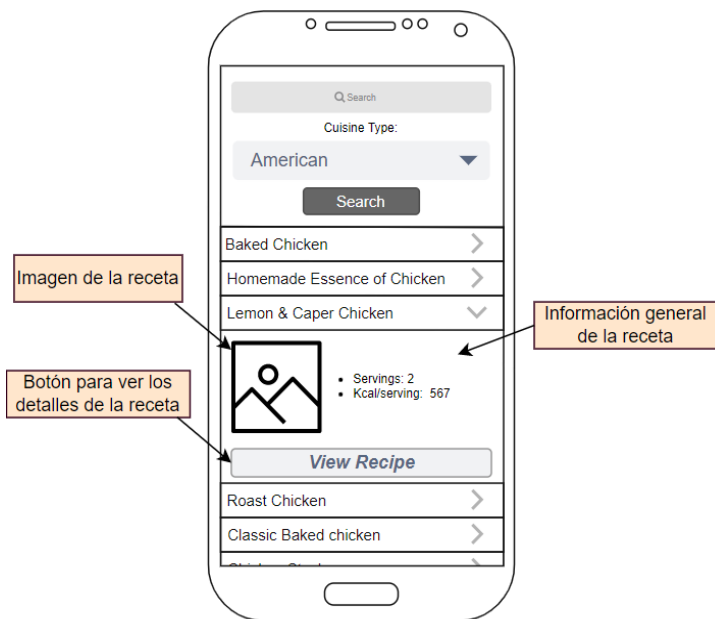 Search
Cuisine Type:
American
Search
Baked Chicken
Homemade Essence of Chicken
Lemon & Caper Chicken
Imagen de la receta
Información general
de la receta
Servings: 2
Kcal/serving: 567
Botón para ver los
detalles de la receta
View Recipe
Roast Chicken
Classic Baked chicken